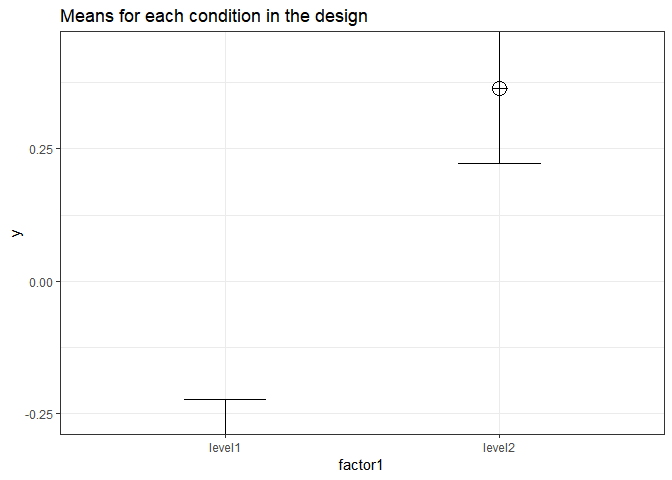 Means for each condition in the design
y
0.25
0.00
-0.25
level1 level2
factor1